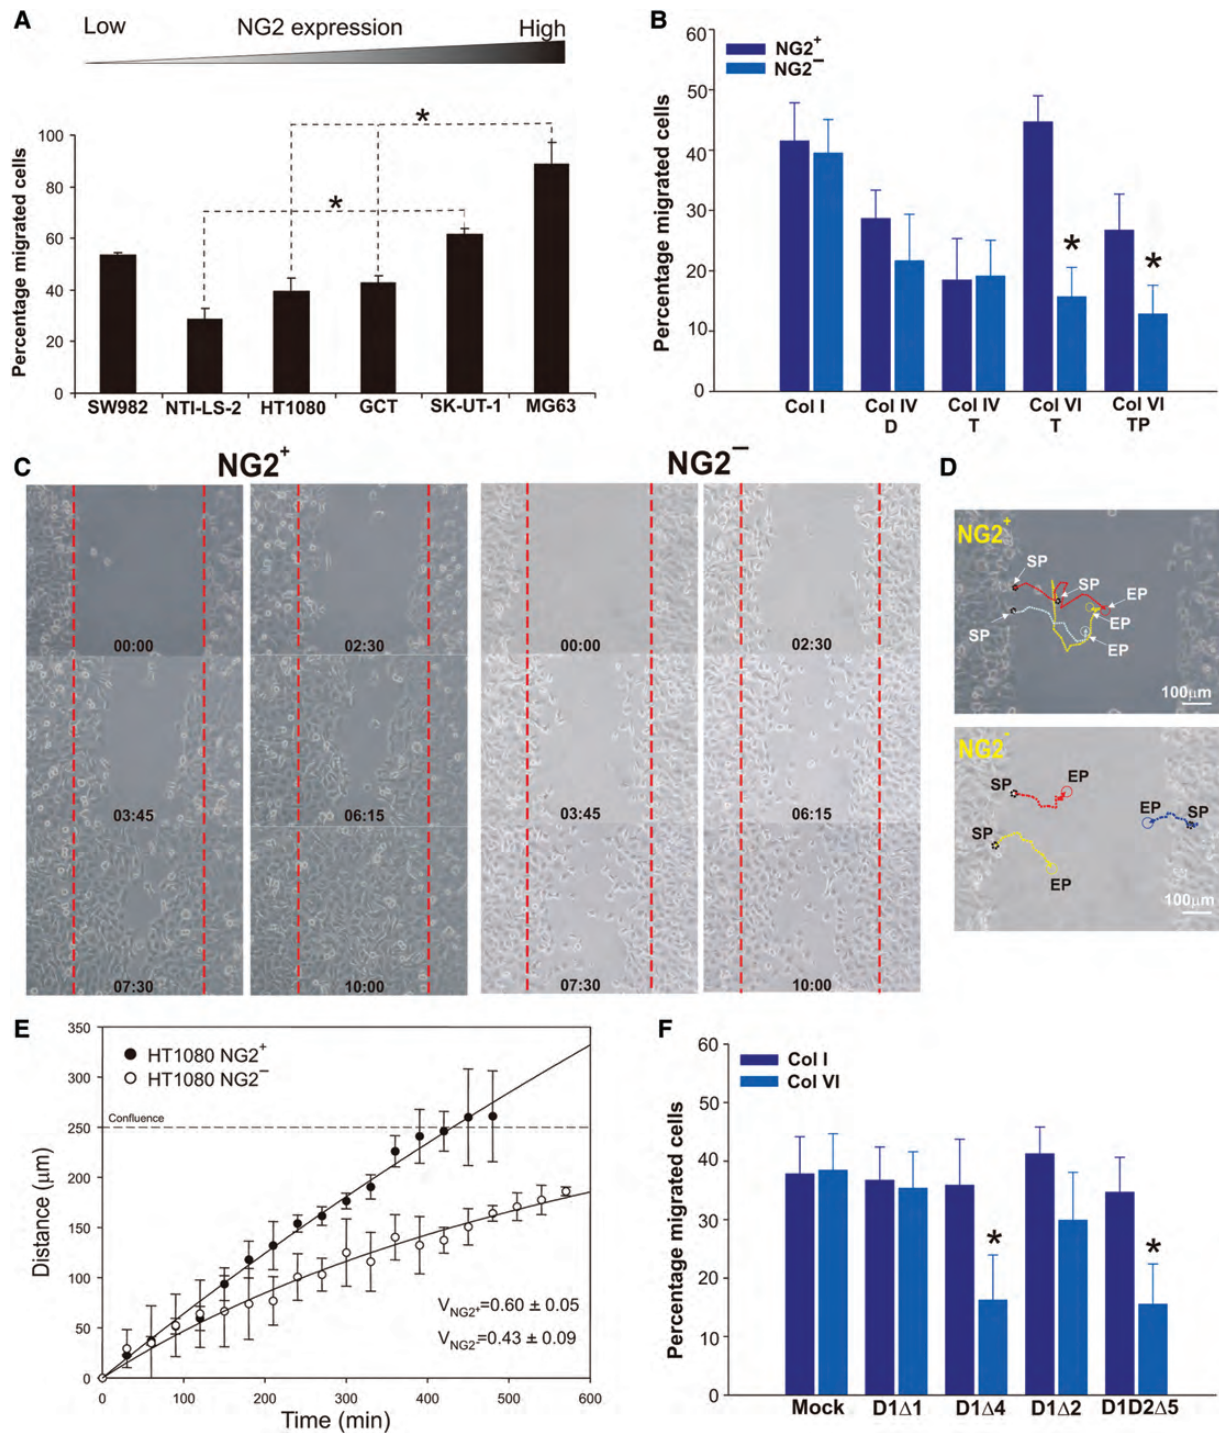 A
Low NG2 expression High
Percentage migrated cells
100
80
60
40
20
0
*
*
SW982 NTI-LS-2 HT1080 GCT SK-UT-1 MG63
B
Percentage migrated cells
60
50
40
30
20
10
0
NG2+
NG2−
*
*
Col I Col IV D Col IV T Col VI T Col VI TP
C
NG2+ NG2−
00:00 02:30 00:00 02:30
03:45 06:15 03:45 06:15
07:30 10:00 07:30 10:00
D
NG2+
SP
SP
EP
SP
EP
EP
100μm
NG2-
SP EP
EP SP
SP
EP
100μm
E
Distance (μm)
350
300
250
200
150
100
50
0
HT1080 NG2+
HT1080 NG2−
Confluence
VNG2+=0.60 ± 0.05
VNG2-=0.43 ± 0.09
0 100 200 300 400 500 600
Time (min)
F
Percentage migrated cells
60
50
40
30
20
10
0
Col I
Col VI
*
*
Mock D1Δ1 D1Δ4 D1Δ2 D1D2Δ5